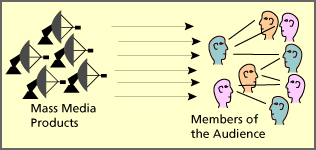 Mass Media
Products
Members of
the Audience